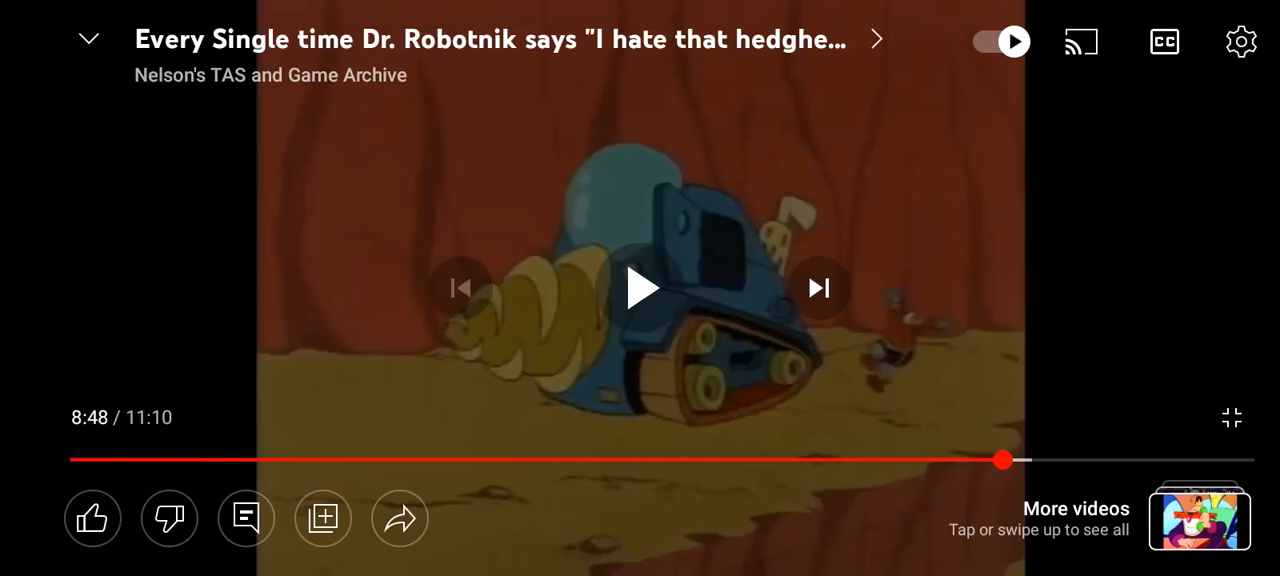 Every Single time Dr. Robotnik says "I hate that hedghe...
CC
Nelson's TAS and Game Archive
8:48 / 11:10
More videos
Tap or swipe up to see all